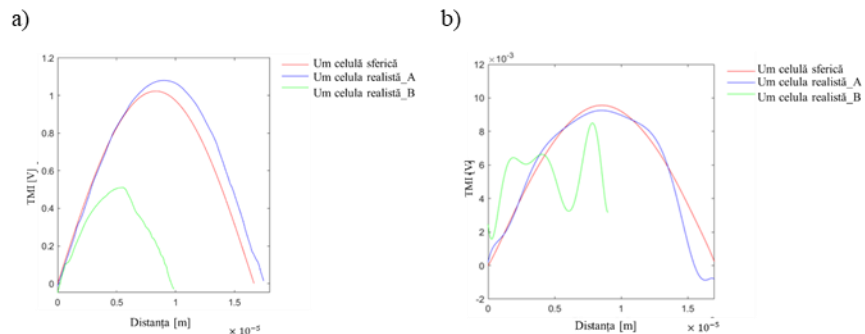 a)
1.2
1
0.8
0.6
0.4
0.2
0
TMI [V]
0
0.5
1
1.5
Distanța [m]
× 10⁻⁵
Um celulă sferică
Um celula realistă_A
Um celula realistă_B
b)
× 10⁻³
12
10
8
6
4
2
0
-2
TMI [V]
0
0.5
1
1.5
Distanța [m]
× 10⁻⁵
Um celulă sferică
Um celula realistă_A
Um celula realistă_B